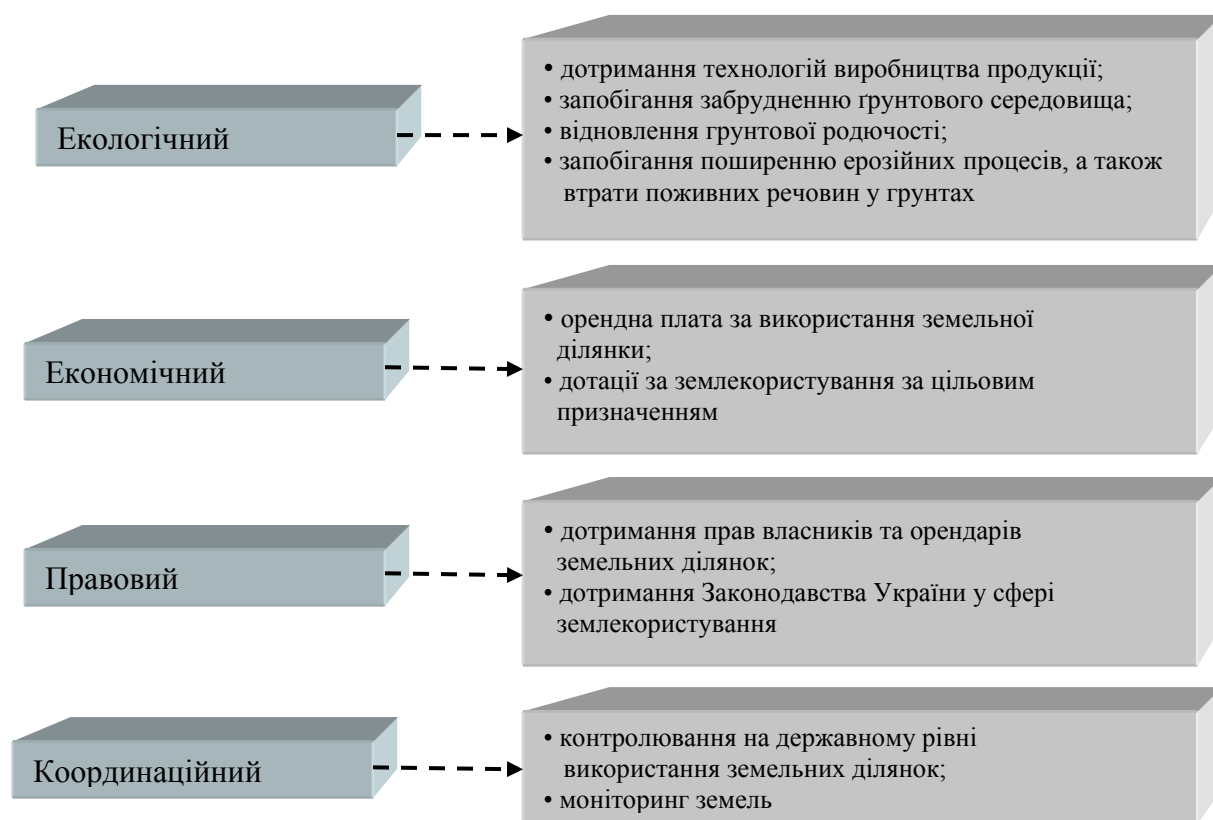 Екологічний
• дотримання технологій виробництва продукції;
• запобігання забрудненню ґрунтового середовища;
• відновлення грунтової родючості;
• запобігання поширенню ерозійних процесів, а також
втрати поживних речовин у грунтах
Економічний
• орендна плата за використання земельної
ділянки;
• дотації за землекористування за цільовим
призначенням
Правовий
• дотримання прав власників та орендарів
земельних ділянок;
• дотримання Законодавства України у сфері
землекористування
Координаційний
• контролювання на державному рівні
використання земельних ділянок;
• моніторинг земель